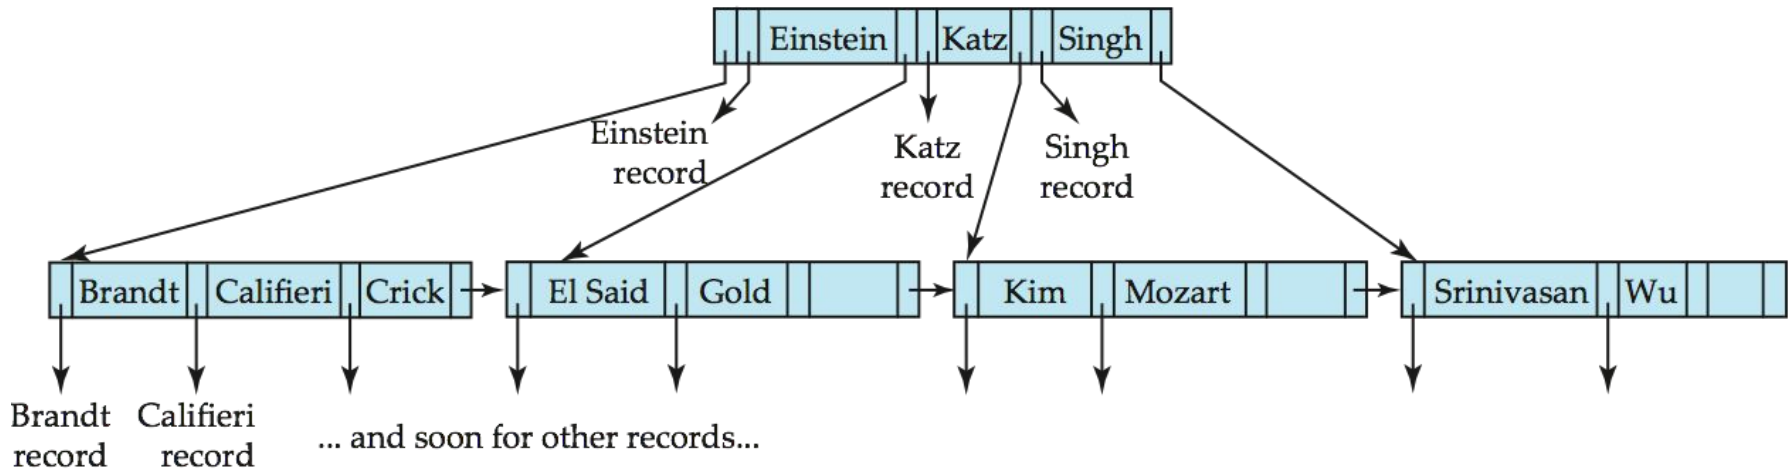 Einstein Katz Singh
Einstein
record
Katz
record
Singh
record
Brandt Califieri Crick El Said Gold Kim Mozart Srinivasan Wu
Brandt
record
Califieri
record
... and soon for other records...